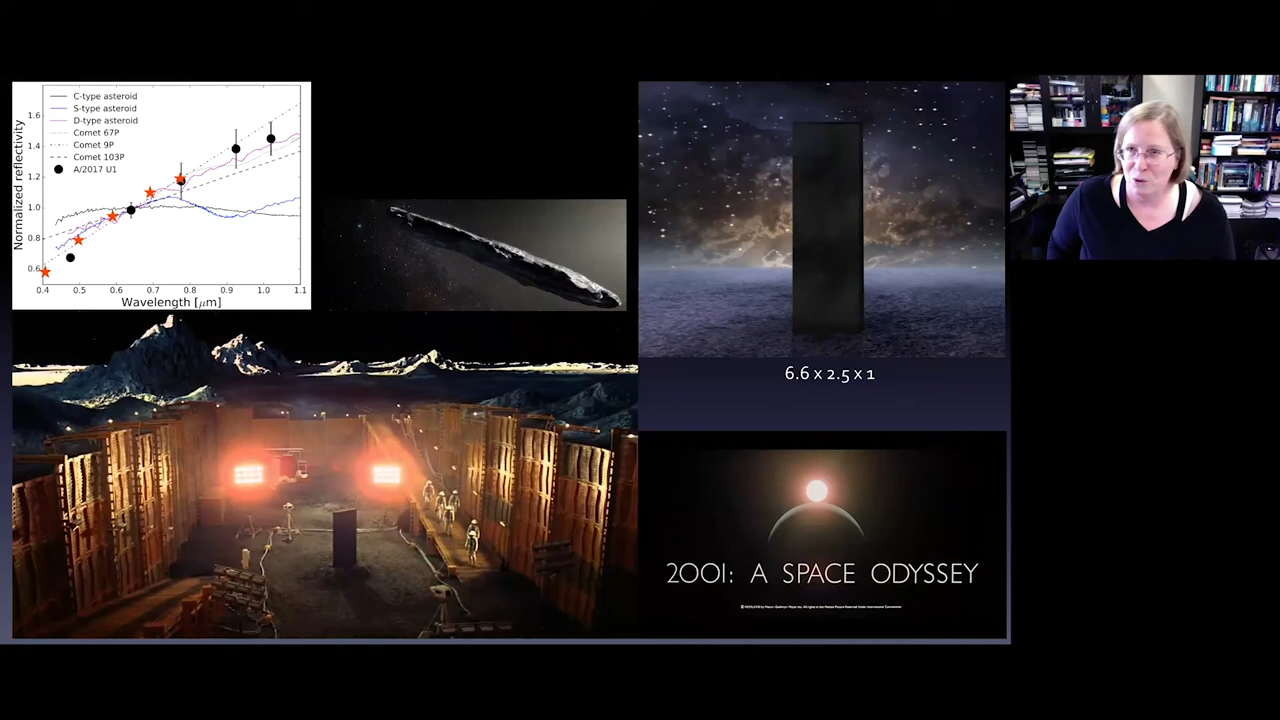 Normalized reflectivity
C-type asteroid
S-type asteroid
D-type asteroid
Comet 67P
Comet 9P
Comet 103P
A/2017 U1
1.6
1.4
1.2
1.0
0.8
0.6
0.4 0.5 0.6 0.7 0.8 0.9 1.0 1.1
Wavelength [μm]
6.6 x 2.5 x 1
2001: A SPACE ODYSSEY